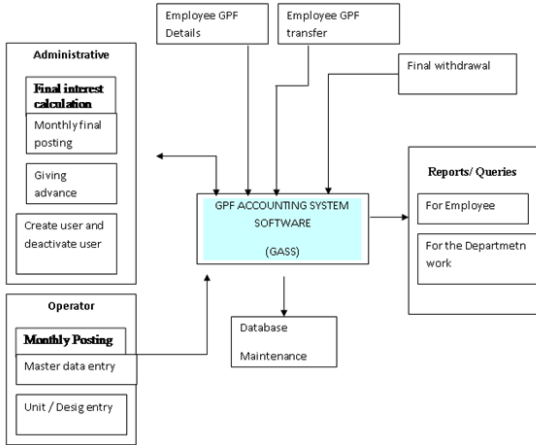 Employee GPF
Details
Employee GPF
transfer
Final withdrawal
Administrative
Final interest
calculation
Monthly final
posting
Giving
advance
Create user and
deactivate user
GPF ACCOUNTING SYSTEM
SOFTWARE
(GASS)
Reports/ Queries
For Employee
For the Departmetn
work
Operator
Monthly Posting
Master data entry
Unit / Desig entry
Database
Maintenance